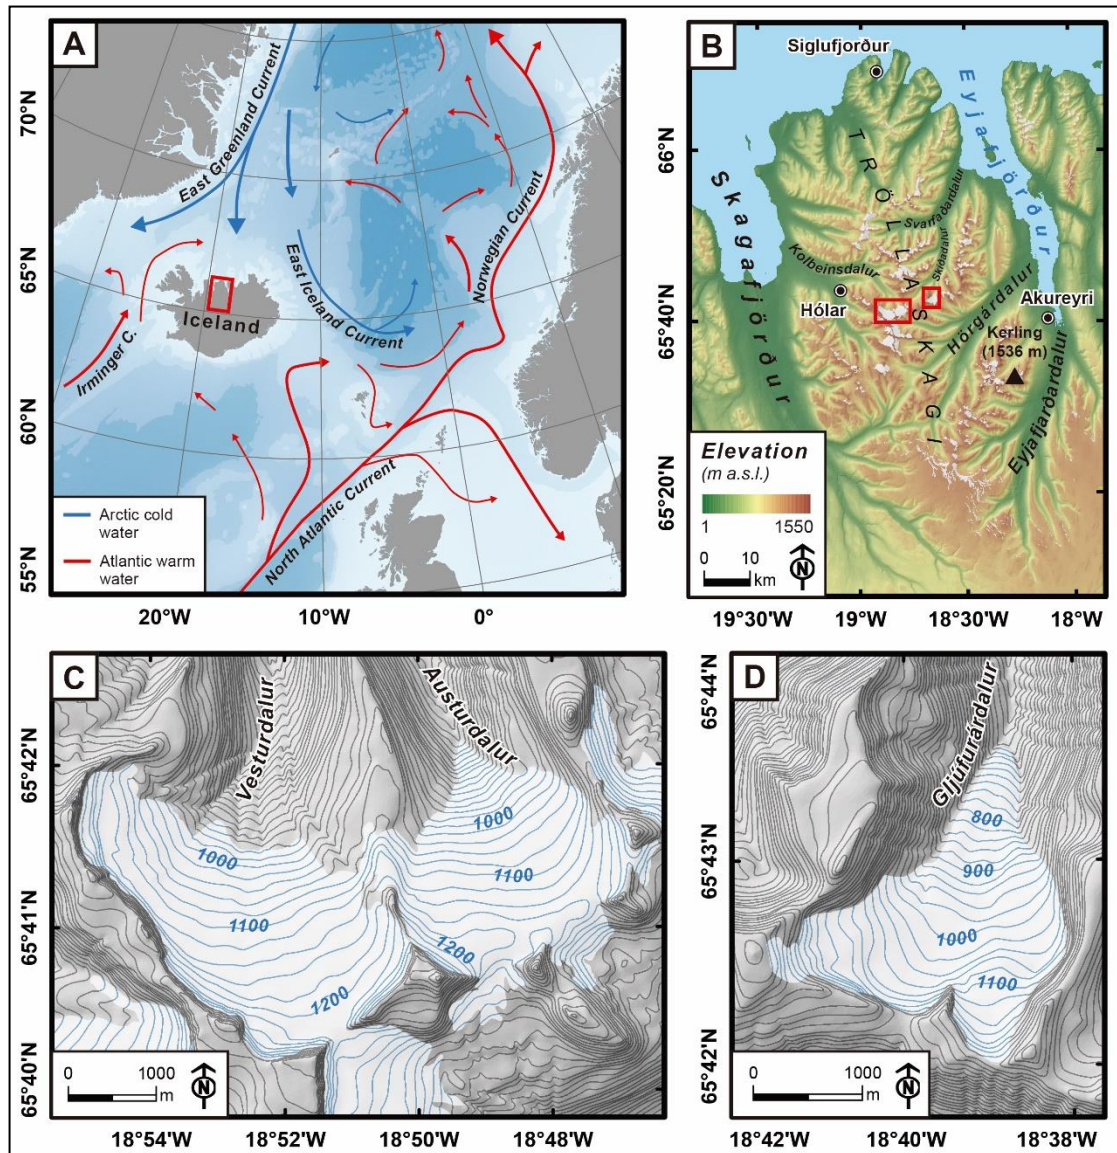 A
East Greenland Current
Norwegian Current
East Iceland Current
Iceland
Irminger C.
North Atlantic Current
Arctic cold
water
Atlantic warm
water
70°N
65°N
60°N
55°N
20°W
10°W
0°
B
Siglufjorður
Eyjafjörður
TRÖLLASKAGI
Skagafjörður
Svarfaðardalur
Skíðadalur
Kolbeinsdalur
Hólar
Hörgárdalur
Akureyri
Kerling
(1536 m)
Eyjafjarðardalur
Elevation
(m a.s.l.)
1
1550
0
10
km
N
66°N
65°40'N
65°20'N
19°30'W
19°W
18°30'W
18°W
C
Vesturdalur
Austurdalur
1000
1000
1100
1100
1200
1200
0
1000
m
N
65°42'N
65°41'N
65°40'N
18°54'W
18°52'W
18°50'W
18°48'W
D
Gljúfurárdalur
800
900
1000
1100
0
1000
m
N
65°44'N
65°43'N
65°42'N
18°42'W
18°40'W
18°38'W